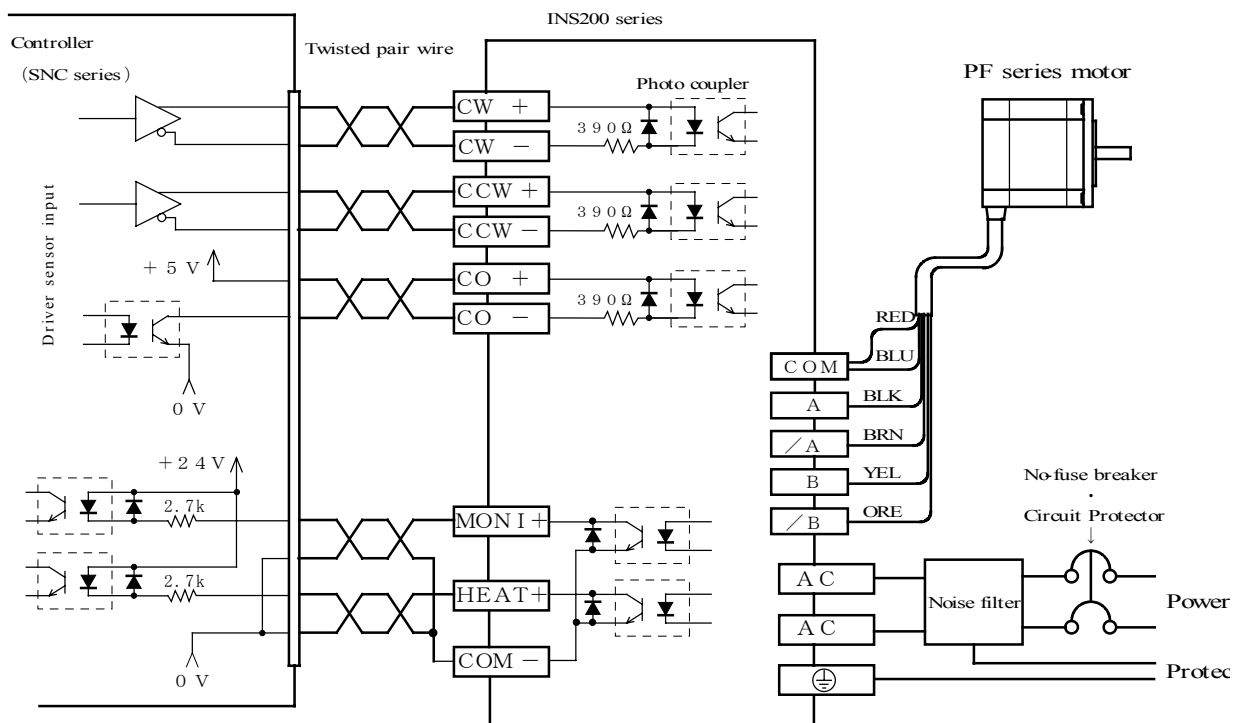 INS200 series
Controller
(SNC series)
Twisted pair wire
PF series motor
Photo coupler
CW +
390Ω
CW -
Driver sensor input
CCW+
390Ω
CCW-
+5V
CO +
390Ω
CO -
0V
RED
BLU
COM
BLK
A
BRN
/A
YEL
B
ORE
/B
+24V
2.7k
MONI+
2.7k
HEAT+
COM-
0V
No-fuse breaker
・
Circuit Protector
AC
Noise filter
Power
AC
Protec